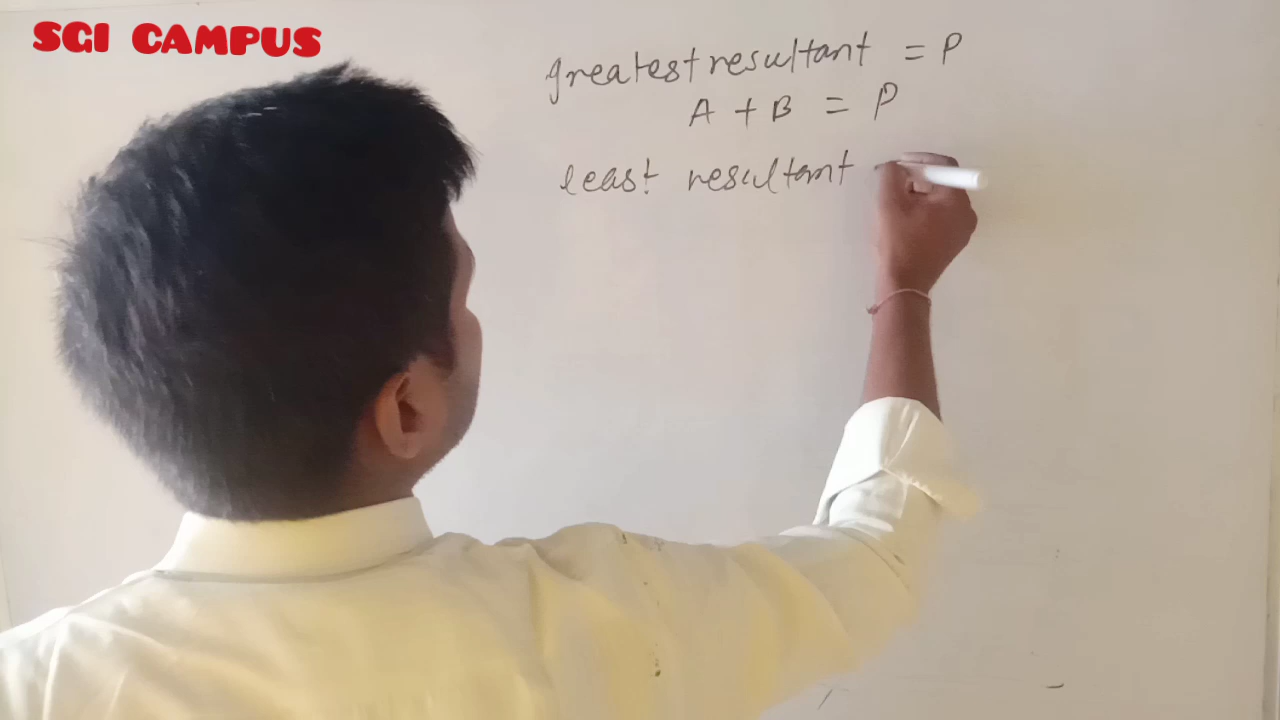 SGI CAMPUS
greatest resultant = P
A + B = P
least resultant